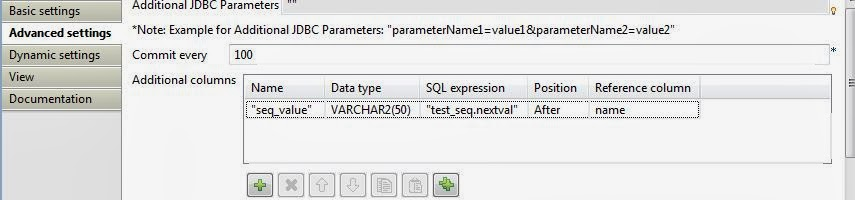 Basic settings
Additional JDBC Parameters ""
Advanced settings
*Note: Example for Additional JDBC Parameters: "parameterName1=value1&parameterName2=value2"
Dynamic settings
Commit every 100 *
View
Additional columns
Name Data type SQL expression Position Reference column
Documentation
"seq_value" VARCHAR2(50) "test_seq.nextval" After name